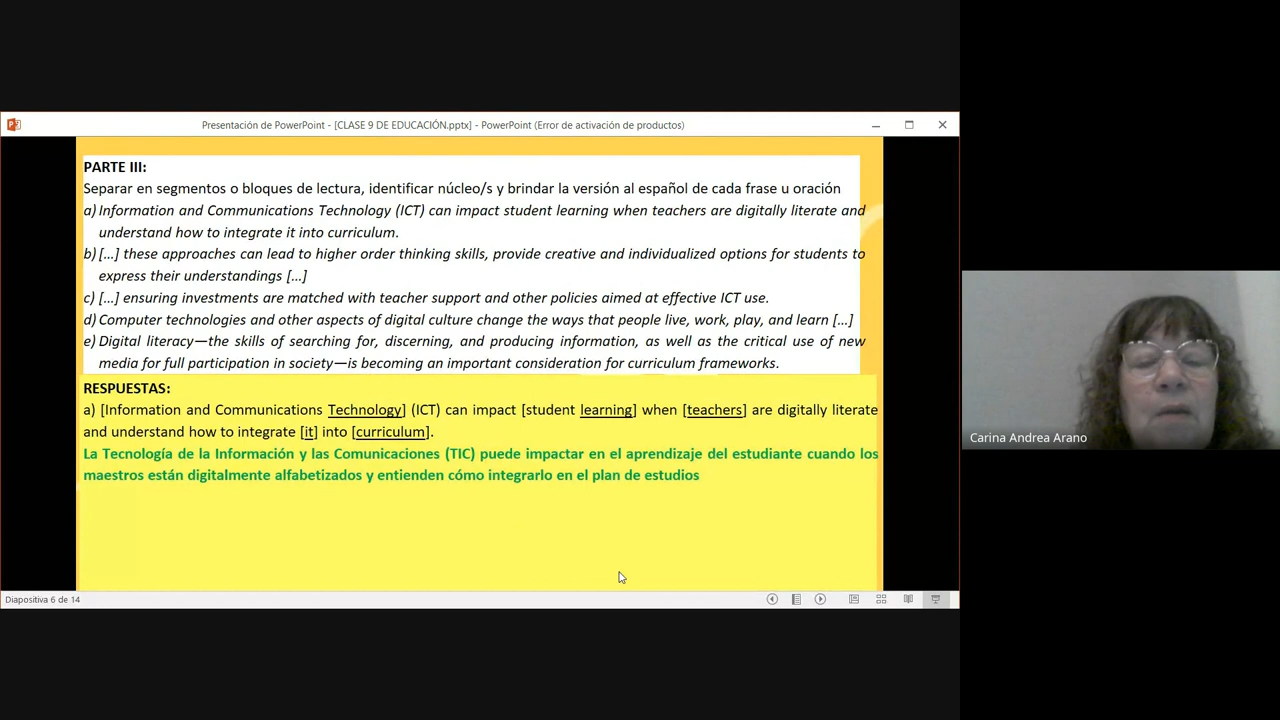 Presentación de PowerPoint - [CLASE 9 DE EDUCACIÓN.pptx] - PowerPoint (Error de activación de productos)
PARTE III:
Separar en segmentos o bloques de lectura, identificar núcleo/s y brindar la versión al español de cada frase u oración
a) Information and Communications Technology (ICT) can impact student learning when teachers are digitally literate and
understand how to integrate it into curriculum.
b) […] these approaches can lead to higher order thinking skills, provide creative and individualized options for students to
express their understandings […]
c) […] ensuring investments are matched with teacher support and other policies aimed at effective ICT use.
d) Computer technologies and other aspects of digital culture change the ways that people live, work, play, and learn […]
e) Digital literacy—the skills of searching for, discerning, and producing information, as well as the critical use of new
media for full participation in society—is becoming an important consideration for curriculum frameworks.
RESPUESTAS:
a) [Information and Communications Technology] (ICT) can impact [student learning] when [teachers] are digitally literate
and understand how to integrate [it] into [curriculum].
La Tecnología de la Información y las Comunicaciones (TIC) puede impactar en el aprendizaje del estudiante cuando los
maestros están digitalmente alfabetizados y entienden cómo integrarlo en el plan de estudios
Diapositiva 6 de 14
Carina Andrea Arano